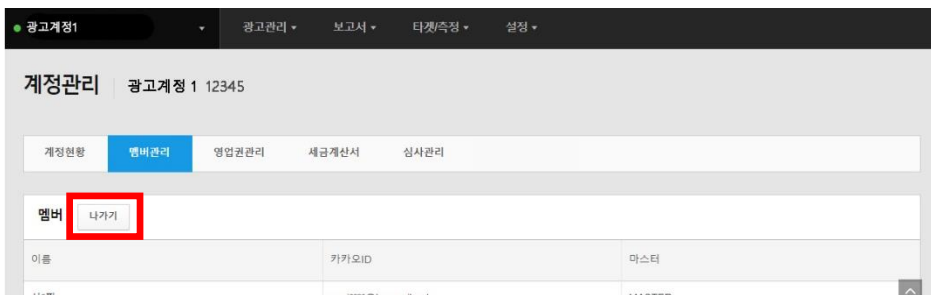 광고계정1 광고관리 보고서 타겟/측정 설정
계정관리 광고계정 1 12345
계정현황 멤버관리 영업권관리 세금계산서 심사관리
멤버 나가기
이름 카카오ID 마스터